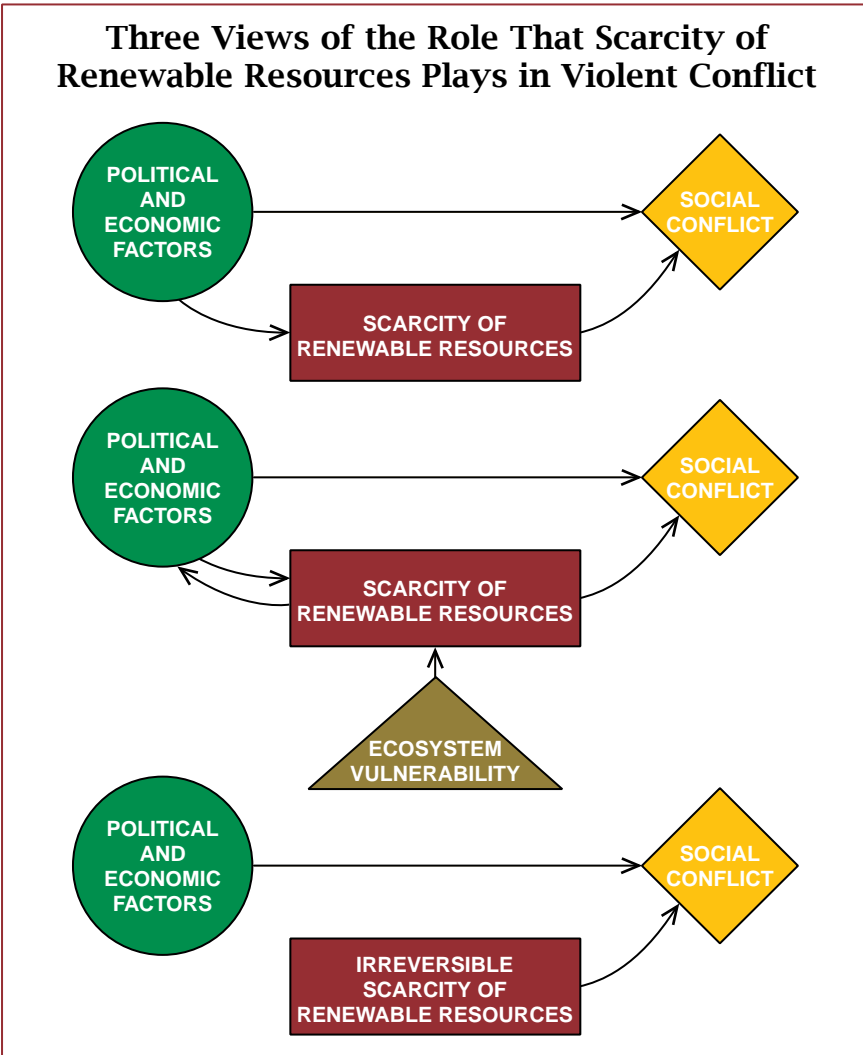 Three Views of the Role That Scarcity of
Renewable Resources Plays in Violent Conflict
POLITICAL
AND
ECONOMIC
FACTORS
SOCIAL
CONFLICT
SCARCITY OF
RENEWABLE RESOURCES
POLITICAL
AND
ECONOMIC
FACTORS
SOCIAL
CONFLICT
SCARCITY OF
RENEWABLE RESOURCES
ECOSYSTEM
VULNERABILITY
POLITICAL
AND
ECONOMIC
FACTORS
SOCIAL
CONFLICT
IRREVERSIBLE
SCARCITY OF
RENEWABLE RESOURCES